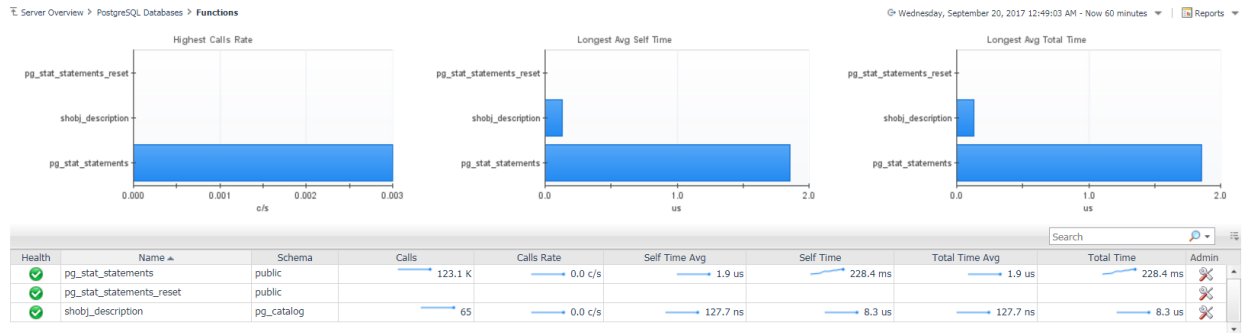 Server Overview > PostgreSQL Databases > Functions
Wednesday, September 20, 2017 12:49:03 AM - Now 60 minutes | Reports
Highest Calls Rate
pg_stat_statements_reset
shobj_description
pg_stat_statements
0.000 0.001 0.002 0.003
c/s
Longest Avg Self Time
pg_stat_statements_reset
shobj_description
pg_stat_statements
0.0 1.0 2.0
us
Longest Avg Total Time
pg_stat_statements_reset
shobj_description
pg_stat_statements
0.0 1.0 2.0
us
Search
Health Name Schema Calls Calls Rate Self Time Avg Self Time Total Time Avg Total Time Admin
pg_stat_statements public 123.1 K 0.0 c/s 1.9 us 228.4 ms 1.9 us 228.4 ms
pg_stat_statements_reset public
shobj_description pg_catalog 65 0.0 c/s 127.7 ns 8.3 us 127.7 ns 8.3 us